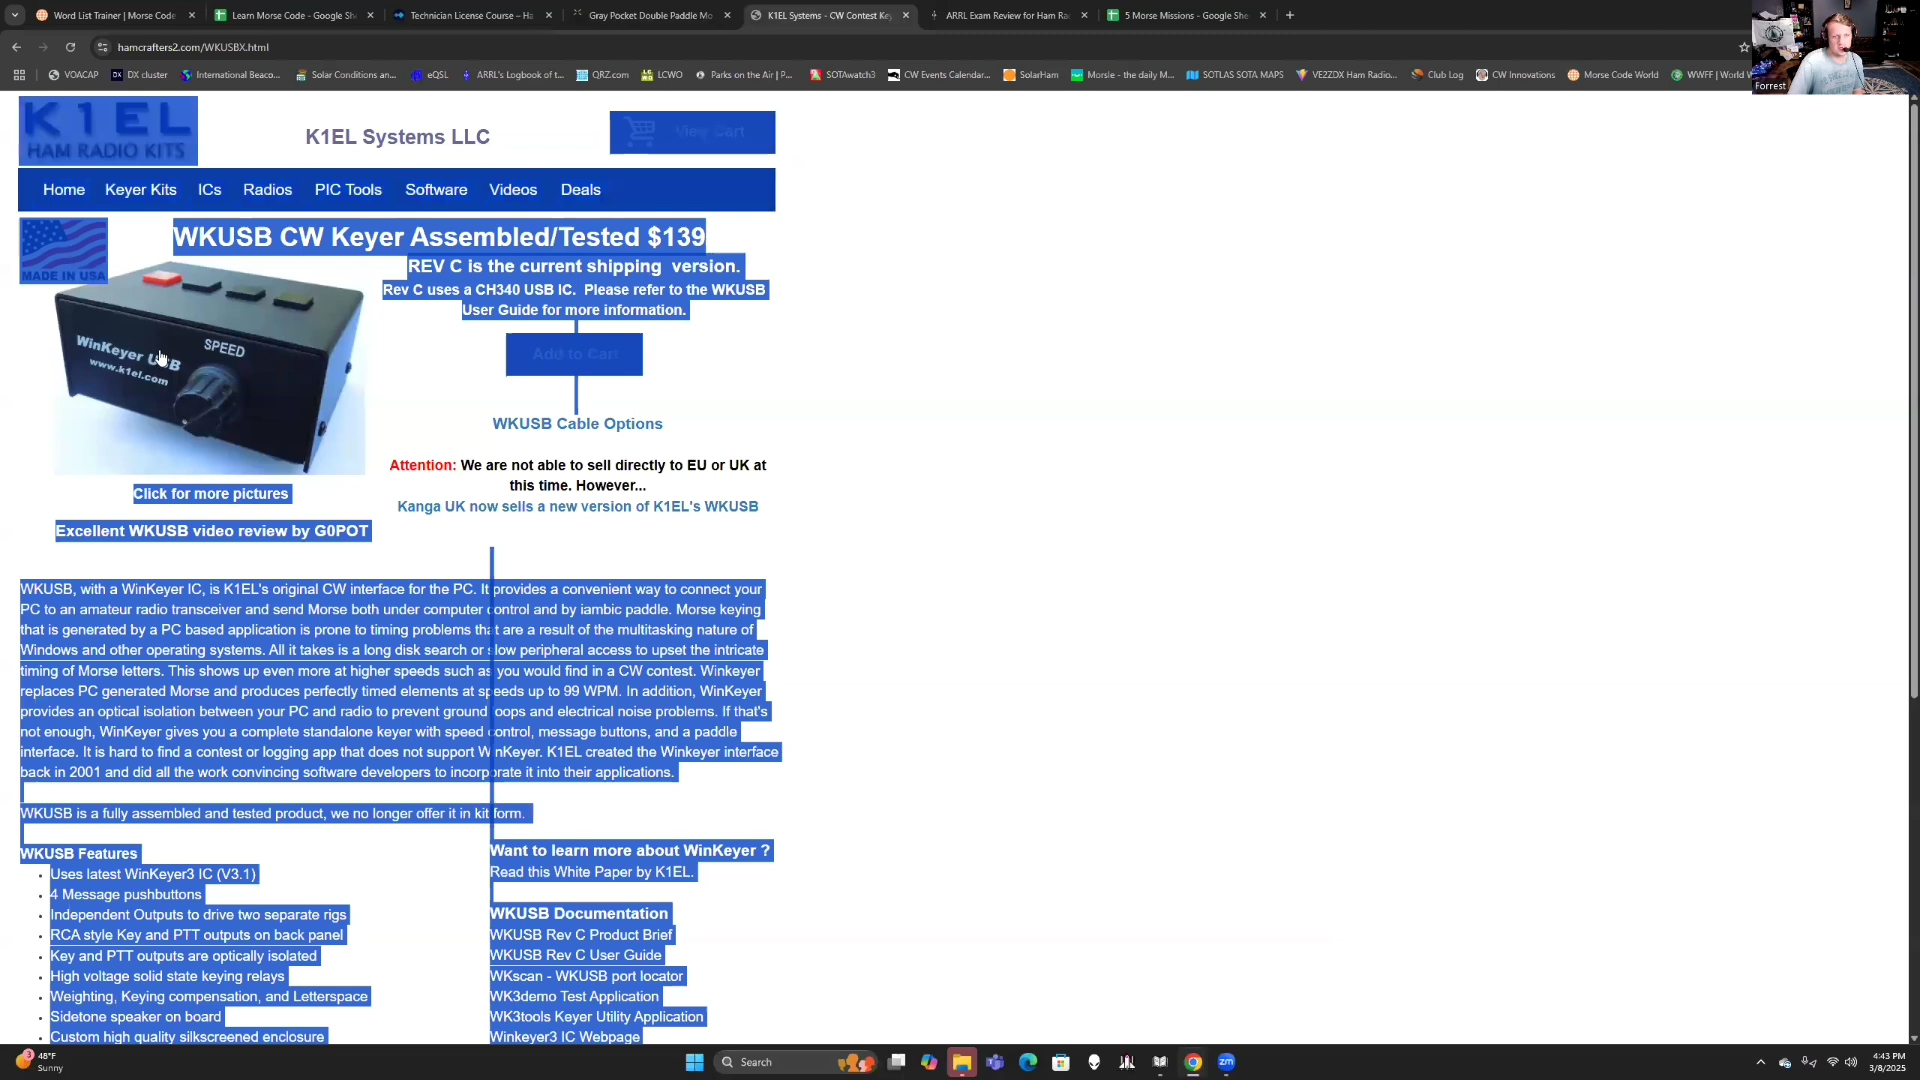 Word List Trainer | Morse Code
Learn Morse Code - Google She
Technician License Course – Ha
Gray Pocket Double Paddle Mo
K1EL Systems - CW Contest Key
ARRL Exam Review for Ham Ra
5 Morse Missions - Google She
hamcrafters2.com/WKUSBX.html
VOACAP
DX cluster
International Beaco...
Solar Conditions an...
eQSL
ARRL's Logbook of t...
QRZ.com
LCWO
Parks on the Air | P...
SOTAwatch3
CW Events Calendar...
SolarHam
Morsle - the daily M...
SOTLAS SOTA MAPS
VE2ZDX Ham Radio...
Club Log
CW Innovations
Morse Code World
WWFF | World W
Forrest
K1EL
HAM RADIO KITS
K1EL Systems LLC
View Cart
Home Keyer Kits ICs Radios PIC Tools Software Videos Deals
MADE IN USA
WKUSB CW Keyer Assembled/Tested $139
REV C is the current shipping version.
Rev C uses a CH340 USB IC. Please refer to the WKUSB
User Guide for more information.
WinKeyer USB
www.k1el.com
SPEED
Add to Cart
WKUSB Cable Options
Attention: We are not able to sell directly to EU or UK at
this time. However...
Kanga UK now sells a new version of K1EL's WKUSB
Click for more pictures
Excellent WKUSB video review by G0POT
WKUSB, with a WinKeyer IC, is K1EL's original CW interface for the PC. It provides a convenient way to connect your
PC to an amateur radio transceiver and send Morse both under computer control and by iambic paddle. Morse keying
that is generated by a PC based application is prone to timing problems that are a result of the multitasking nature of
Windows and other operating systems. All it takes is a long disk search or slow peripheral access to upset the intricate
timing of Morse letters. This shows up even more at higher speeds such as you would find in a CW contest. Winkeyer
replaces PC generated Morse and produces perfectly timed elements at speeds up to 99 WPM. In addition, WinKeyer
provides an optical isolation between your PC and radio to prevent ground loops and electrical noise problems. If that's
not enough, WinKeyer gives you a complete standalone keyer with speed control, message buttons, and a paddle
interface. It is hard to find a contest or logging app that does not support WinKeyer. K1EL created the Winkeyer interface
back in 2001 and did all the work convincing software developers to incorporate it into their applications.
WKUSB is a fully assembled and tested product, we no longer offer it in kit form.
WKUSB Features
Uses latest WinKeyer3 IC (V3.1)
4 Message pushbuttons
Independent Outputs to drive two separate rigs
RCA style Key and PTT outputs on back panel
Key and PTT outputs are optically isolated
High voltage solid state keying relays
Weighting, Keying compensation, and Letterspace
Sidetone speaker on board
Custom high quality silkscreened enclosure
Want to learn more about WinKeyer ?
Read this White Paper by K1EL.
WKUSB Documentation
WKUSB Rev C Product Brief
WKUSB Rev C User Guide
WKscan - WKUSB port locator
WK3demo Test Application
WK3tools Keyer Utility Application
Winkeyer3 IC Webpage
3
48°F
Sunny
Search
zm
4:43 PM
3/8/2025